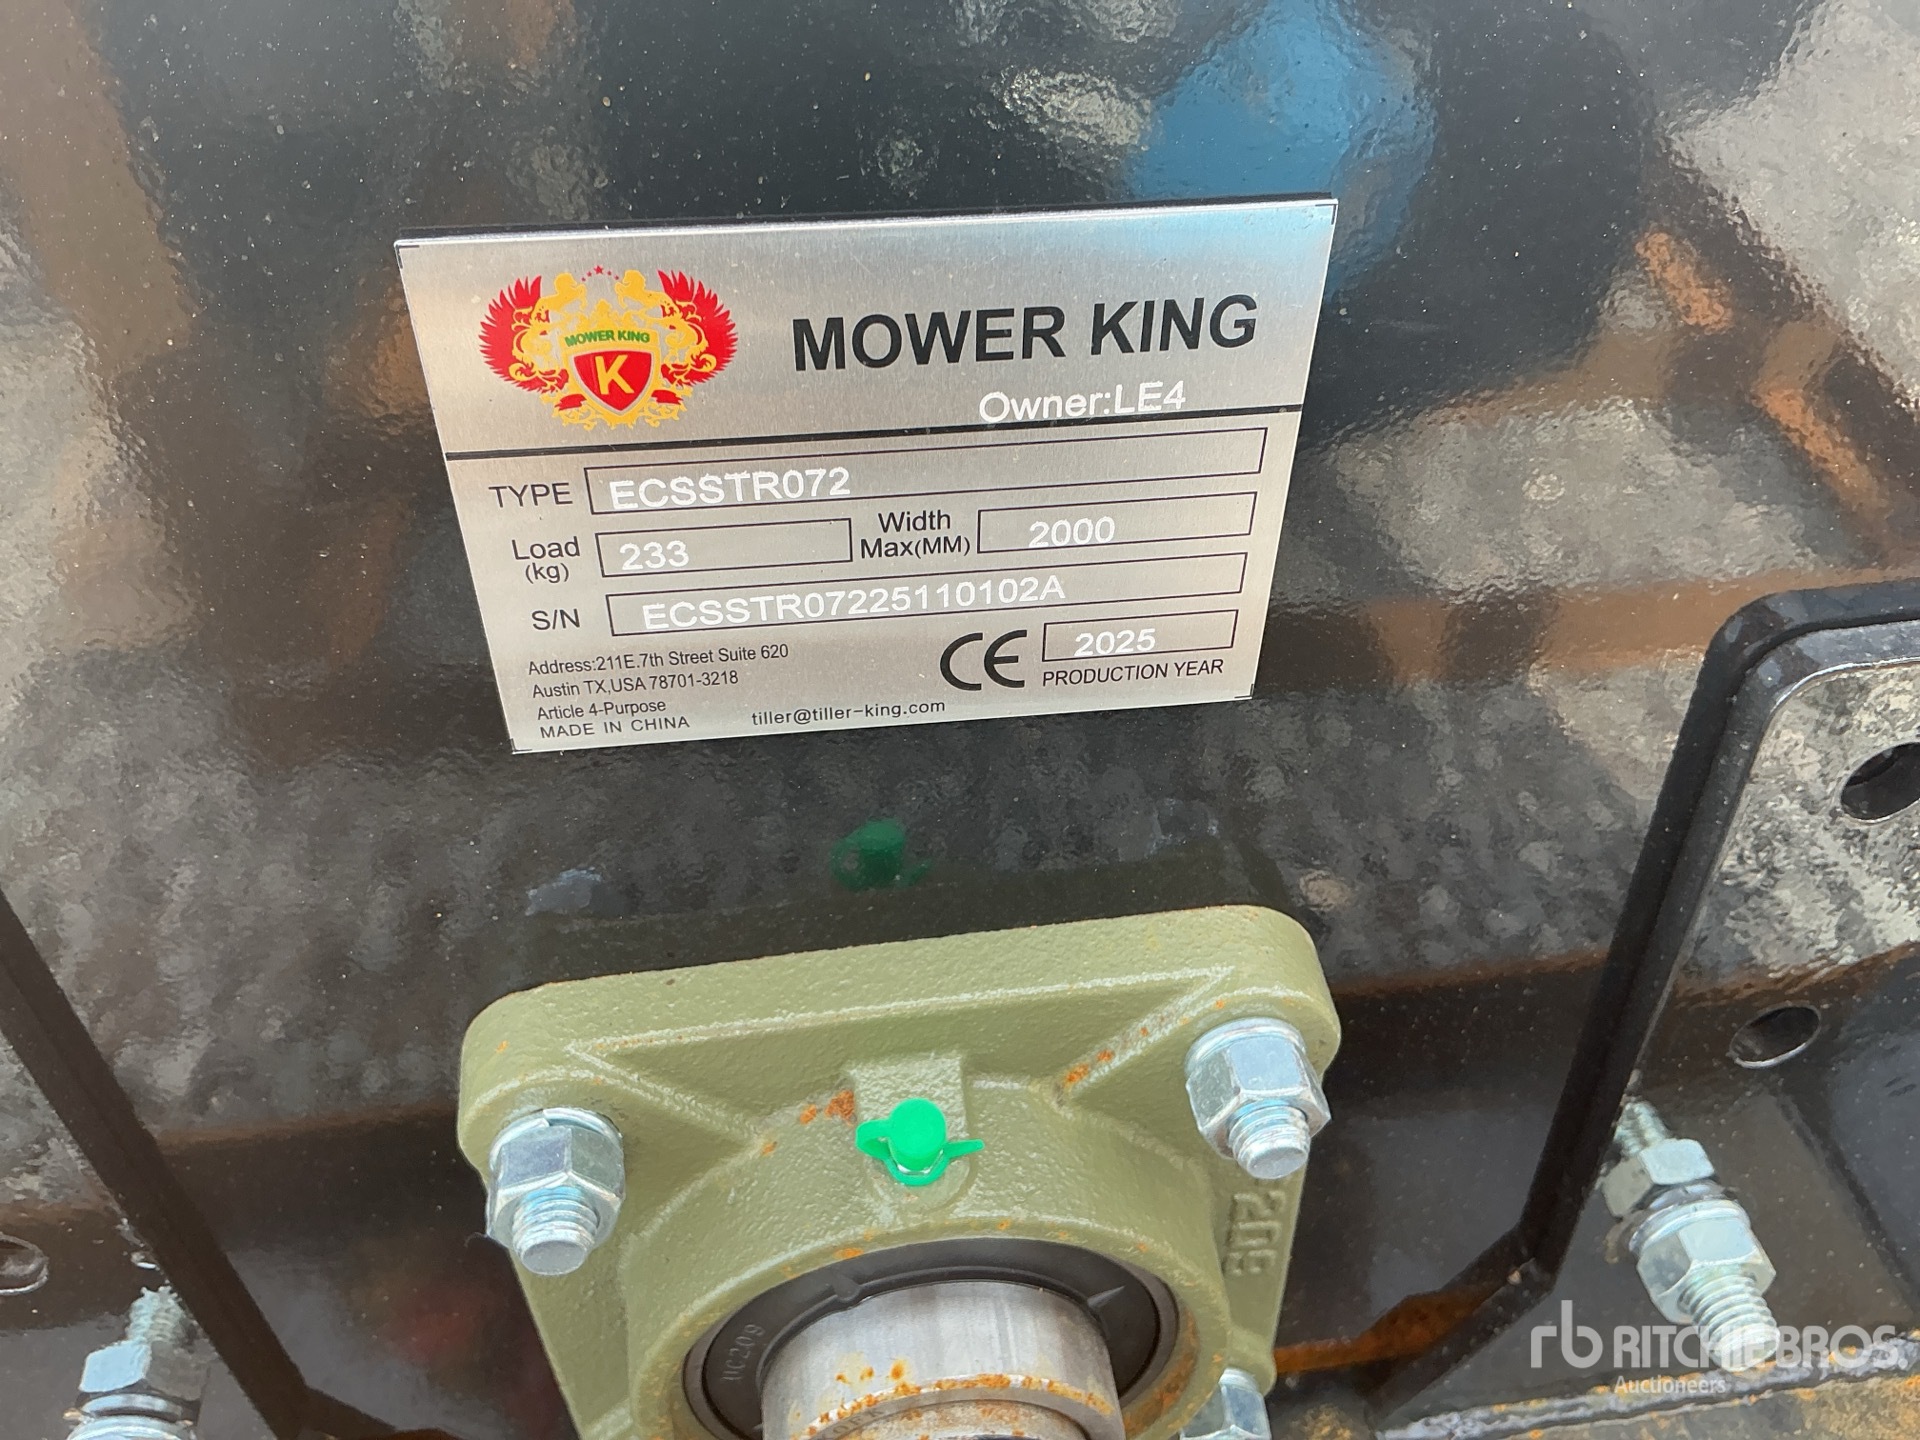 MOWER KING
K
MOWER KING
Owner:LE4
TYPE ECSSTR072
Load (kg) 233 Width Max(MM) 2000
S/N ECSSTR07225110102A
Address:211E.7th Street Suite 620
Austin TX,USA 78701-3218
Article 4-Purpose
MADE IN CHINA
tiller@tiller-king.com
CE 2025
PRODUCTION YEAR
209
UC209
rb RITCHIE BROS.
Auctioneers